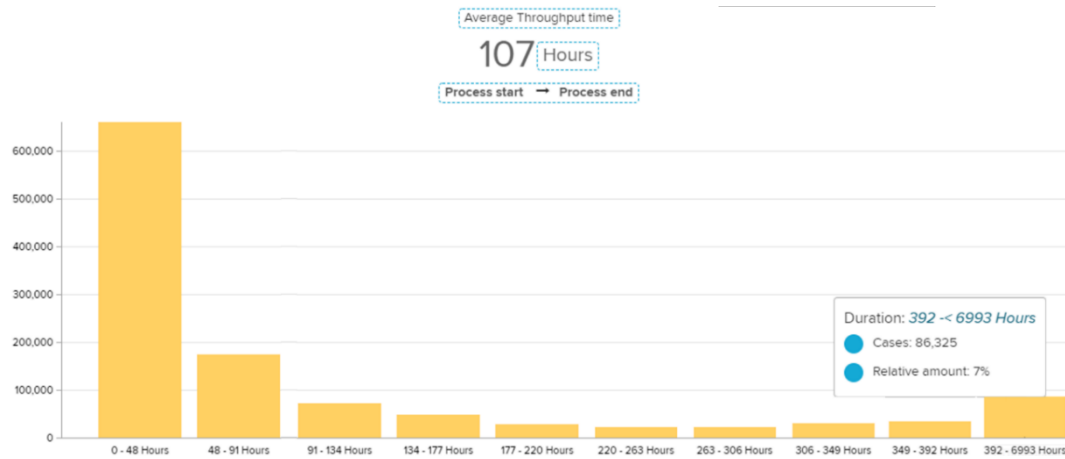 Average Throughput time
107 Hours
Process start → Process end
600,000
500,000
400,000
300,000
200,000
100,000
0
Duration: 392 -< 6993 Hours
Cases: 86,325
Relative amount: 7%
0 - 48 Hours
48 - 91 Hours
91 - 134 Hours
134 - 177 Hours
177 - 220 Hours
220 - 263 Hours
263 - 306 Hours
306 - 349 Hours
349 - 392 Hours
392 - 6993 Hours